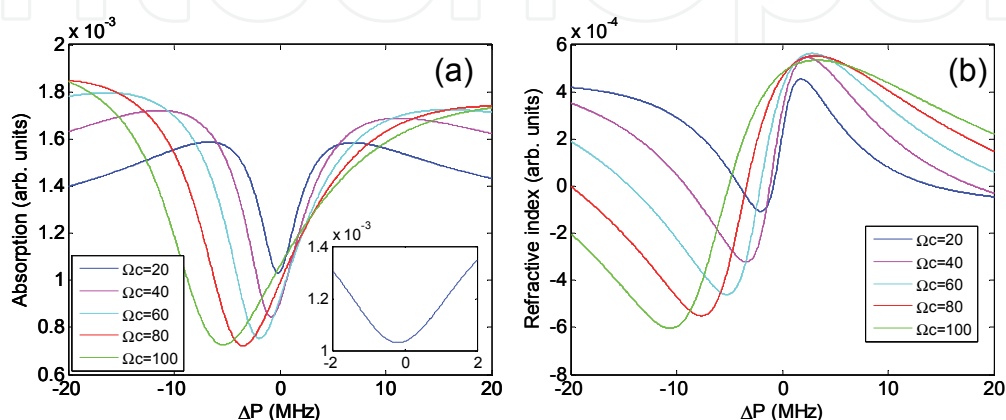 x 10⁻³
2
1.8
1.6
1.4
1.2
1
0.8
0.6
-20
-10
0
10
20
Absorption (arb. units)
ΔP (MHz)
(a)
Ωc=20
Ωc=40
Ωc=60
Ωc=80
Ωc=100
x 10⁻³
1.4
1.2
1
-2
0
2
x 10⁻⁴
6
4
2
0
-2
-4
-6
-8
-20
-10
0
10
20
Refractive index (arb. units)
ΔP (MHz)
(b)
Ωc=20
Ωc=40
Ωc=60
Ωc=80
Ωc=100